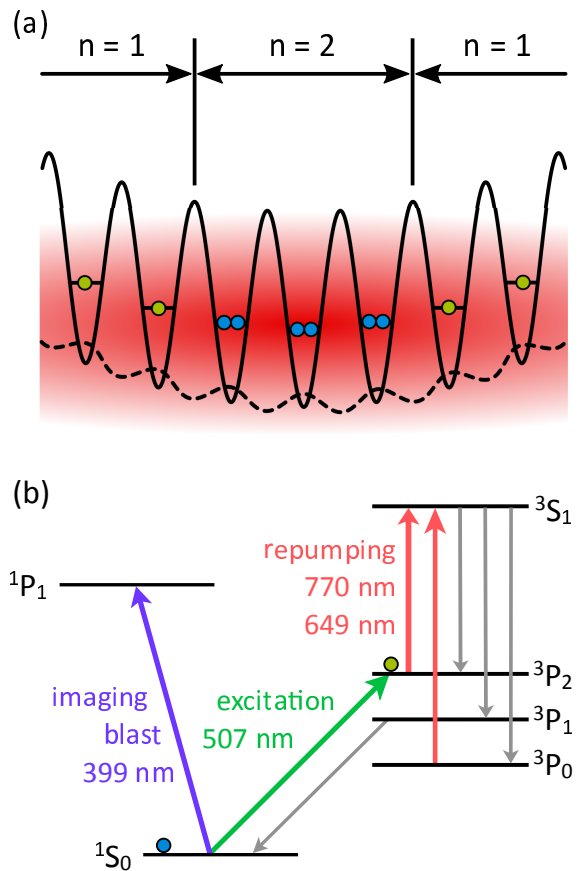 (a)
n = 1
n = 2
n = 1
(b)
³S₁
repumping
770 nm
649 nm
¹P₁
³P₂
imaging
blast
399 nm
excitation
507 nm
³P₁
³P₀
¹S₀